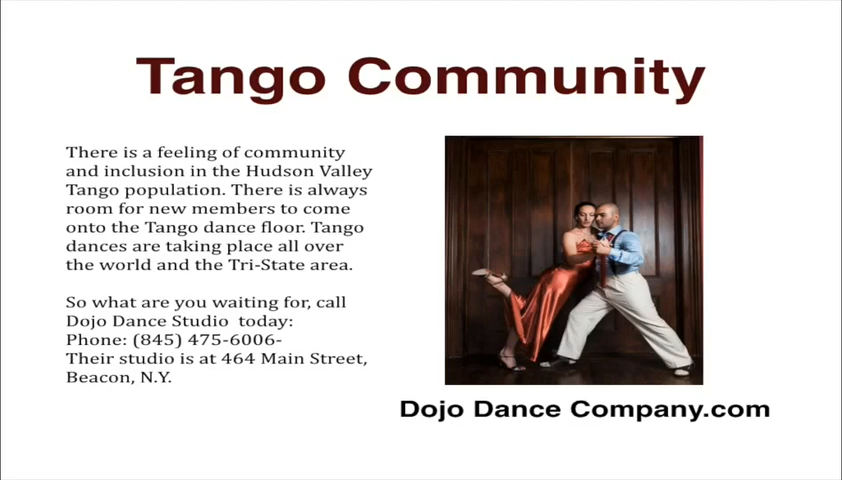 Tango Community
There is a feeling of community
and inclusion in the Hudson Valley
Tango population. There is always
room for new members to come
onto the Tango dance floor. Tango
dances are taking place all over
the world and the Tri-State area.
So what are you waiting for, call
Dojo Dance Studio  today:
Phone: (845) 475-6006-
Their studio is at 464 Main Street,
Beacon, N.Y.
Dojo Dance Company.com